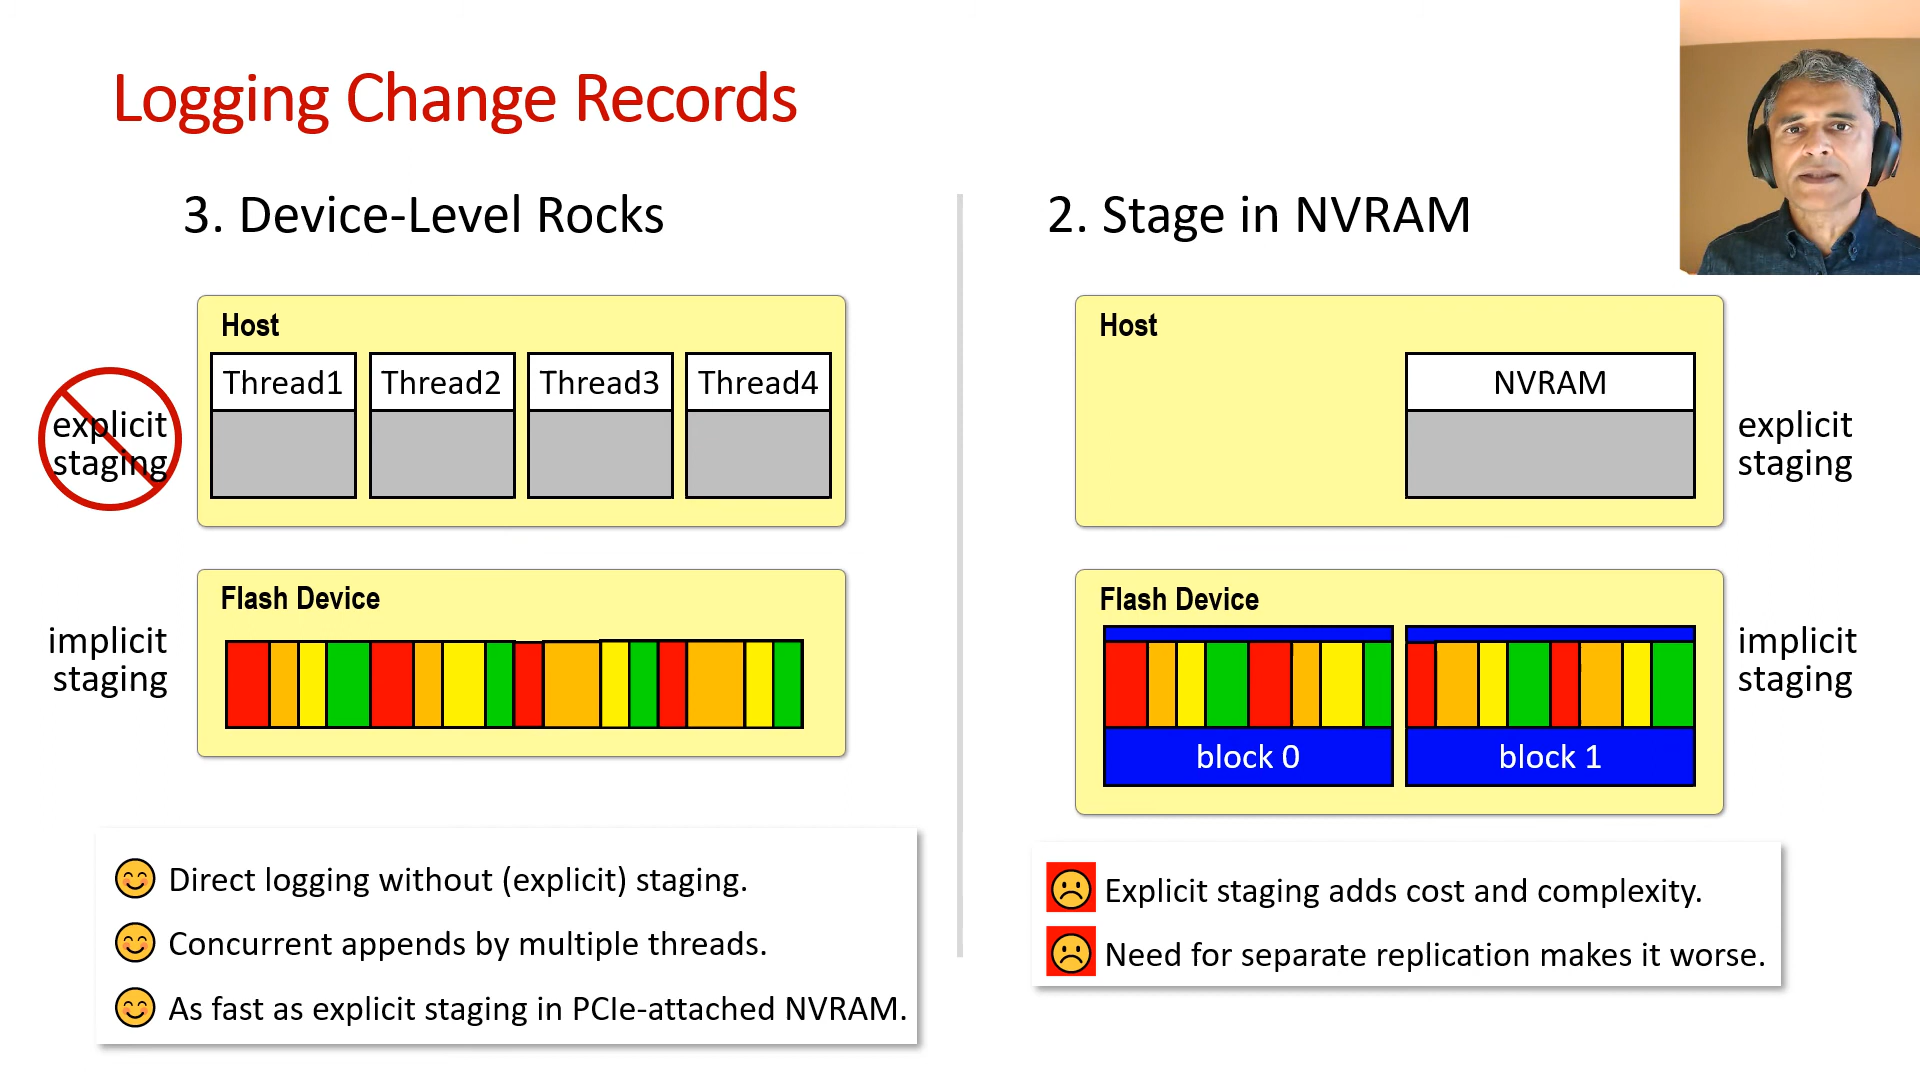 Logging Change Records
3. Device-Level Rocks
Host
Thread1 Thread2 Thread3 Thread4
explicit
staging
Flash Device
implicit
staging
Direct logging without (explicit) staging.
Concurrent appends by multiple threads.
As fast as explicit staging in PCIe-attached NVRAM.
2. Stage in NVRAM
Host
NVRAM
explicit
staging
Flash Device
block 0 block 1
implicit
staging
Explicit staging adds cost and complexity.
Need for separate replication makes it worse.